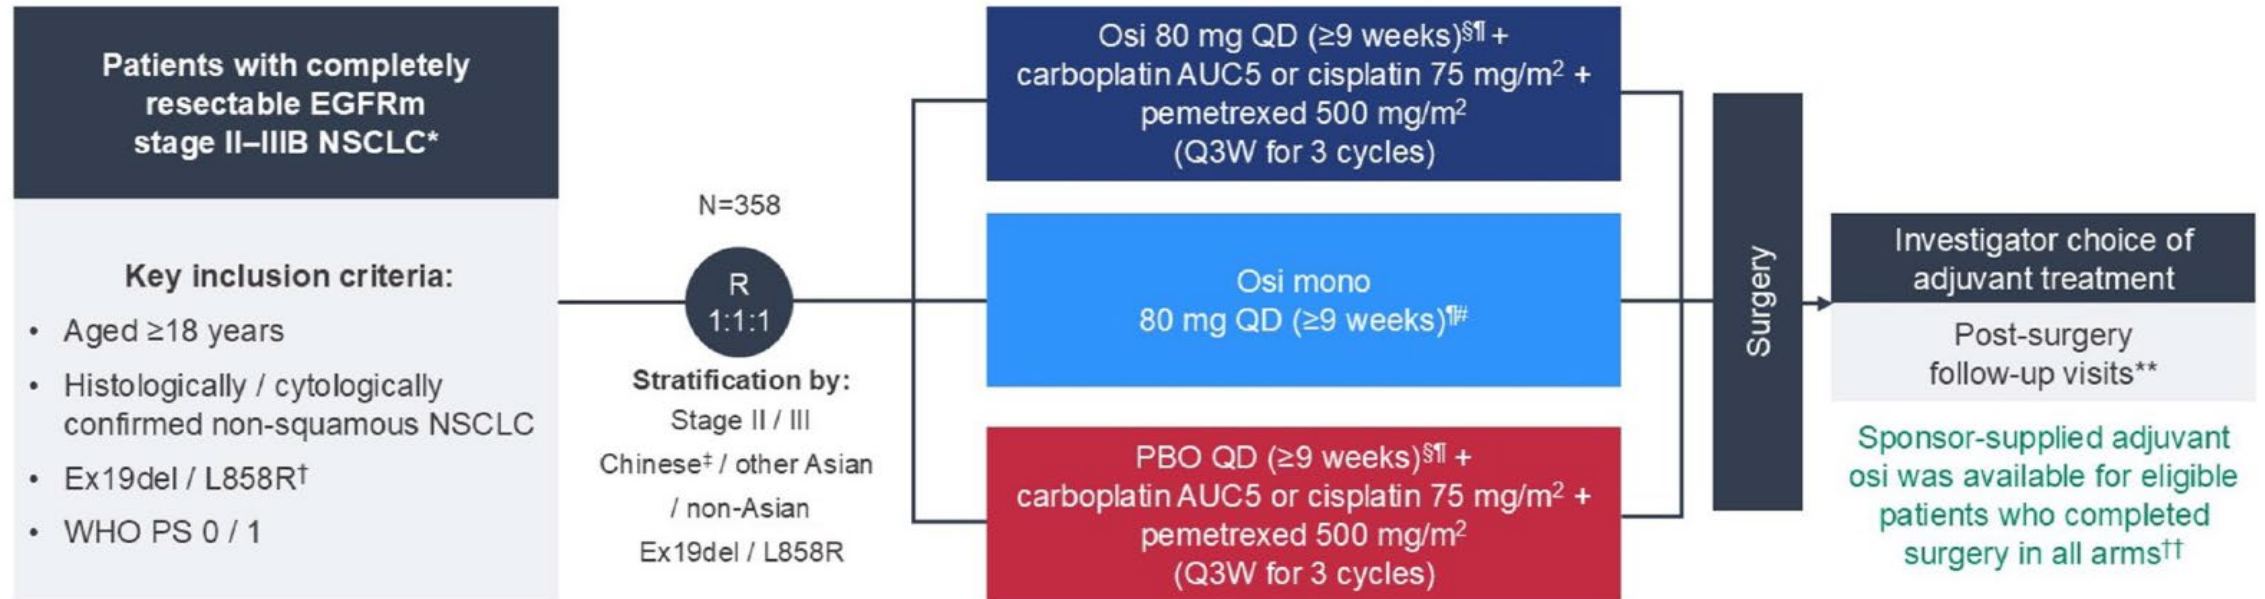 Patients with completely
resectable EGFRm
stage II–IIIB NSCLC*
Key inclusion criteria:
• Aged ≥18 years
• Histologically / cytologically
confirmed non-squamous NSCLC
• Ex19del / L858R†
• WHO PS 0 / 1
N=358
R
1:1:1
Stratification by:
Stage II / III
Chinese‡ / other Asian
/ non-Asian
Ex19del / L858R
Osi 80 mg QD (≥9 weeks)§¶ +
carboplatin AUC5 or cisplatin 75 mg/m² +
pemetrexed 500 mg/m²
(Q3W for 3 cycles)
Osi mono
80 mg QD (≥9 weeks)¶#
PBO QD (≥9 weeks)§¶ +
carboplatin AUC5 or cisplatin 75 mg/m² +
pemetrexed 500 mg/m²
(Q3W for 3 cycles)
Surgery
Investigator choice of
adjuvant treatment
Post-surgery
follow-up visits**
Sponsor-supplied adjuvant
osi was available for eligible
patients who completed
surgery in all arms††